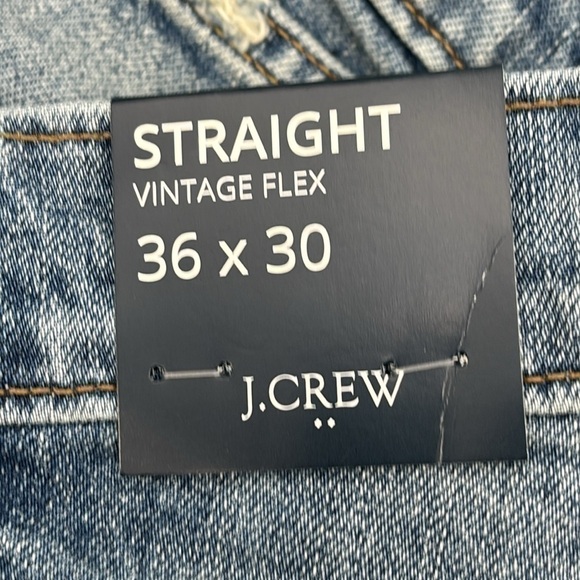 STRAIGHT
VINTAGE FLEX
36 x 30
J.CREW